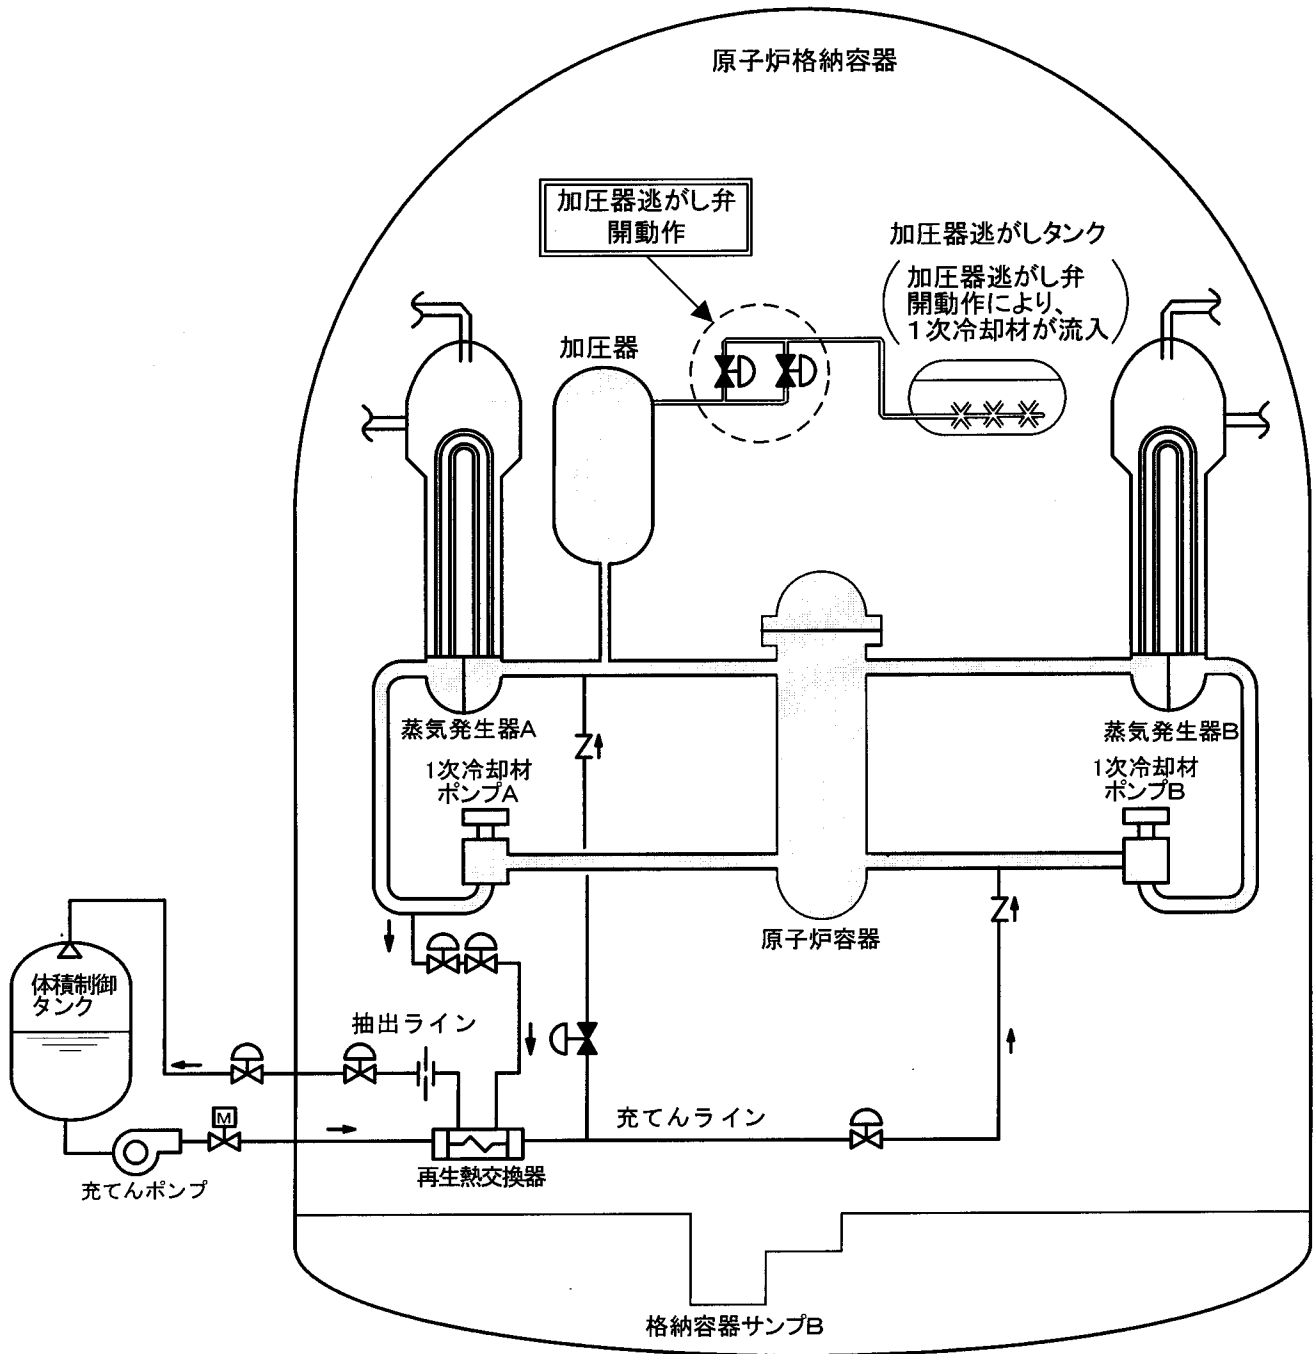 原子炉格納容器
加圧器逃がし弁
開動作
加圧器逃がしタンク
(加圧器逃がし弁
開動作により、
1次冷却材が流入)
加圧器
蒸気発生器A
蒸気発生器B
1次冷却材
ポンプA
1次冷却材
ポンプB
原子炉容器
体積制御
タンク
抽出ライン
M
充てんライン
充てんポンプ
再生熱交換器
格納容器サンプB